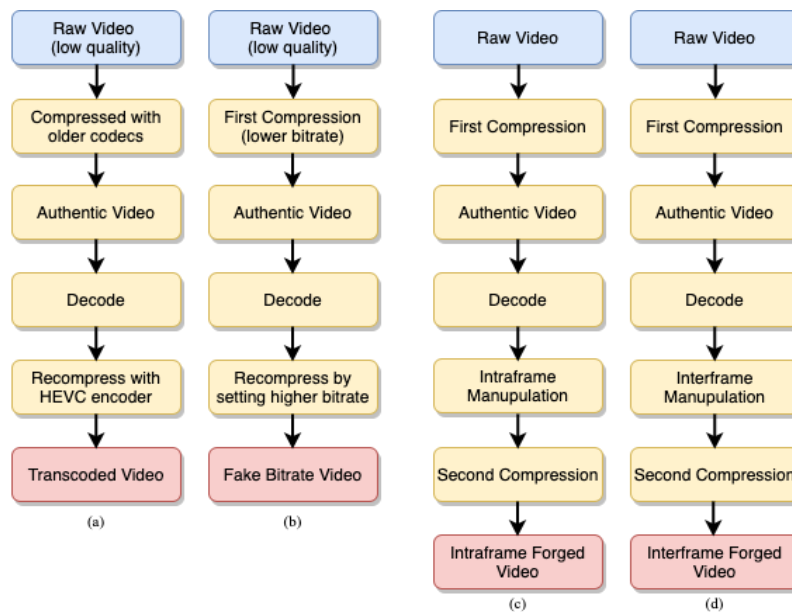 Raw Video
(low quality)
Compressed with
older codecs
Authentic Video
Decode
Recompress with
HEVC encoder
Transcoded Video
(a)
Raw Video
(low quality)
First Compression
(lower bitrate)
Authentic Video
Decode
Recompress by
setting higher bitrate
Fake Bitrate Video
(b)
Raw Video
First Compression
Authentic Video
Decode
Intraframe
Manupulation
Second Compression
Intraframe Forged
Video
(c)
Raw Video
First Compression
Authentic Video
Decode
Interframe
Manupulation
Second Compression
Interframe Forged
Video
(d)